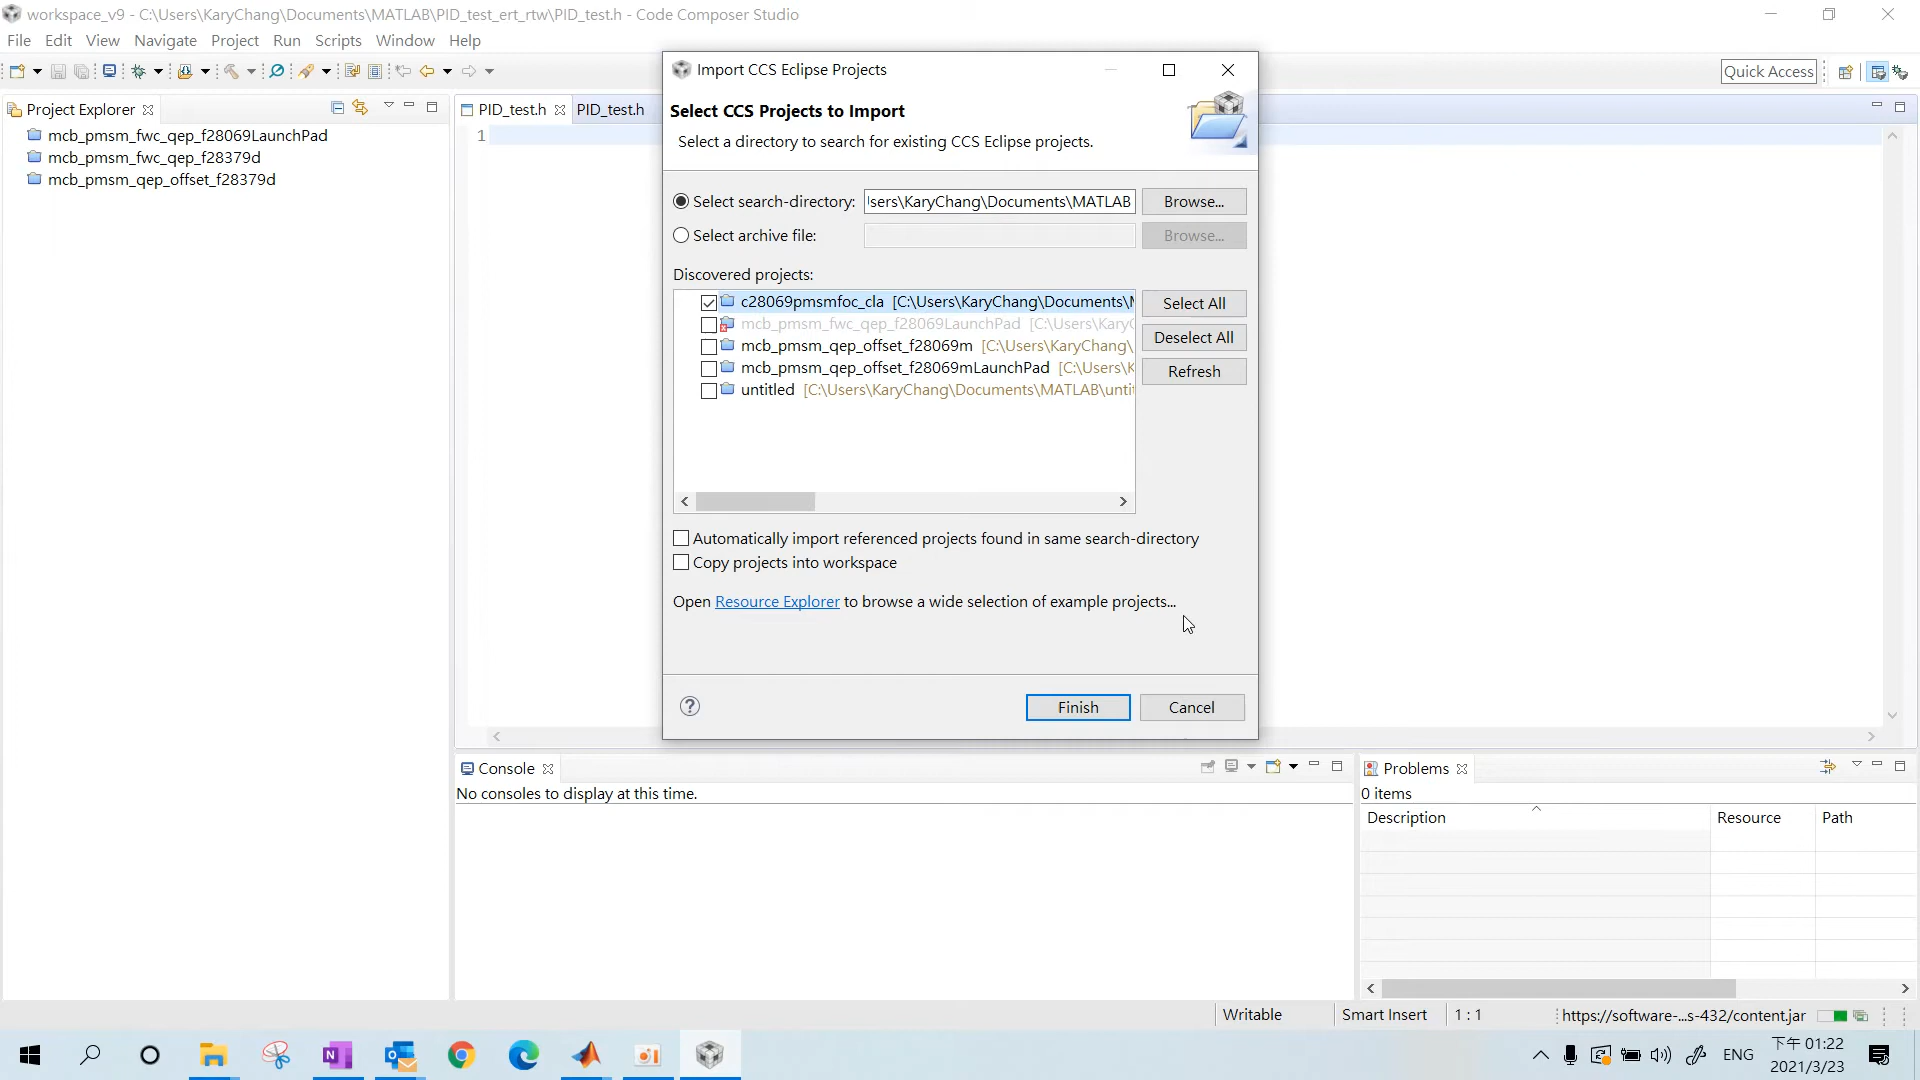 workspace_v9 - C:\Users\KaryChang\Documents\MATLAB\PID_test_ert_rtw\PID_test.h - Code Composer Studio
File Edit View Navigate Project Run Scripts Window Help
Quick Access
Project Explorer
mcb_pmsm_fwc_qep_f28069LaunchPad
mcb_pmsm_fwc_qep_f28379d
mcb_pmsm_qep_offset_f28379d
PID_test.h PID_test.h
1
Import CCS Eclipse Projects
Select CCS Projects to Import
Select a directory to search for existing CCS Eclipse projects.
Select search-directory: sers\KaryChang\Documents\MATLAB Browse...
Select archive file: Browse...
Discovered projects:
c28069pmsmfoc_cla [C:\Users\KaryChang\Documents\M
mcb_pmsm_fwc_qep_f28069LaunchPad [C:\Users\KaryC
mcb_pmsm_qep_offset_f28069m [C:\Users\KaryChang\
mcb_pmsm_qep_offset_f28069mLaunchPad [C:\Users\K
untitled [C:\Users\KaryChang\Documents\MATLAB\unti
Select All
Deselect All
Refresh
Automatically import referenced projects found in same search-directory
Copy projects into workspace
Open Resource Explorer to browse a wide selection of example projects...
Finish Cancel
Console
No consoles to display at this time.
Problems
0 items
Description Resource Path
Writable Smart Insert 1 : 1 https://software-...s-432/content.jar
ENG
下午 01:22
2021/3/23